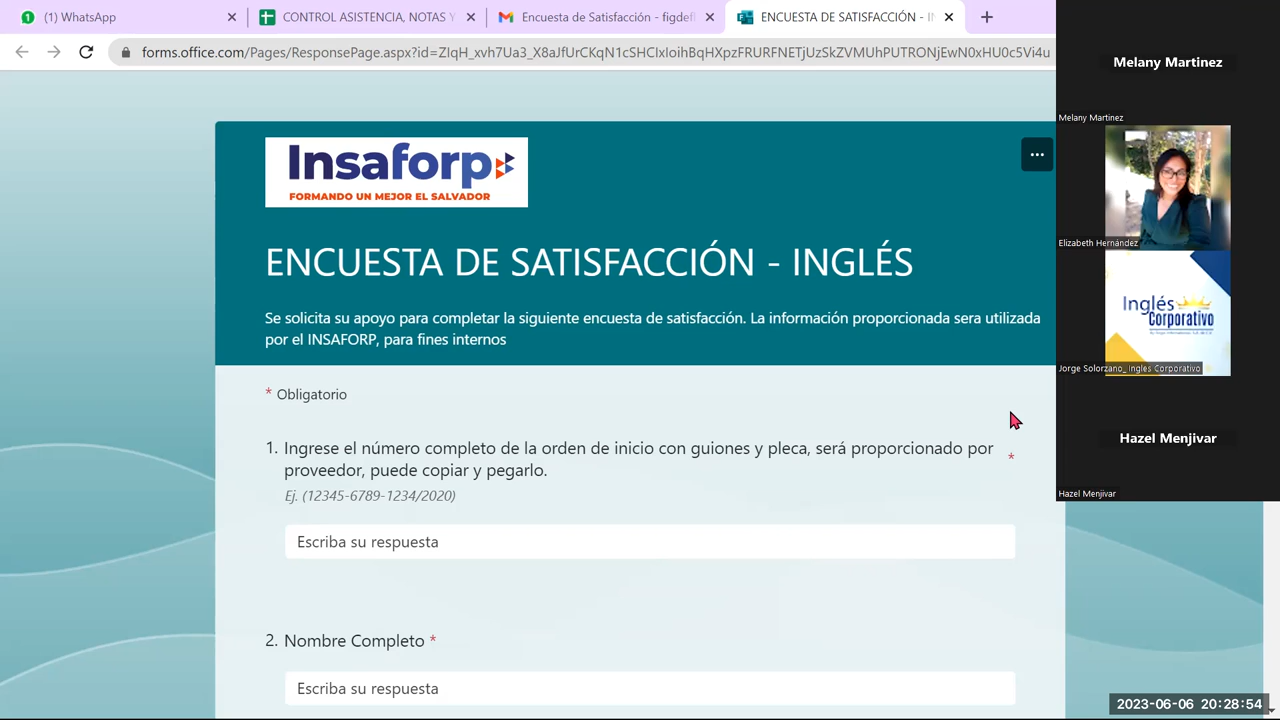 (1) WhatsApp
CONTROL ASISTENCIA, NOTAS Y
Encuesta de Satisfacción - figde
ENCUESTA DE SATISFACCIÓN - IN
forms.office.com/Pages/ResponsePage.aspx?id=ZIqH_xvh7Ua3_X8aJfUrCKqN1cSHCIxIoihBqHXpzFRURFNETjUzSkZVMUhPUTRONjEwN0xHU0c5Vi4u
Insaforp
FORMANDO UN MEJOR EL SALVADOR
ENCUESTA DE SATISFACCIÓN - INGLÉS
Se solicita su apoyo para completar la siguiente encuesta de satisfacción. La información proporcionada sera utilizada
por el INSAFORP, para fines internos
* Obligatorio
1. Ingrese el número completo de la orden de inicio con guiones y pleca, será proporcionado por
proveedor, puede copiar y pegarlo. *
Ej. (12345-6789-1234/2020)
Escriba su respuesta
2. Nombre Completo *
Escriba su respuesta
Melany Martinez
Melany Martinez
Elizabeth Hernández
Inglés
Corporativo
Jorge Solorzano_ Ingles Corporativo
Hazel Menjivar
Hazel Menjivar
2023-06-06 20:28:54